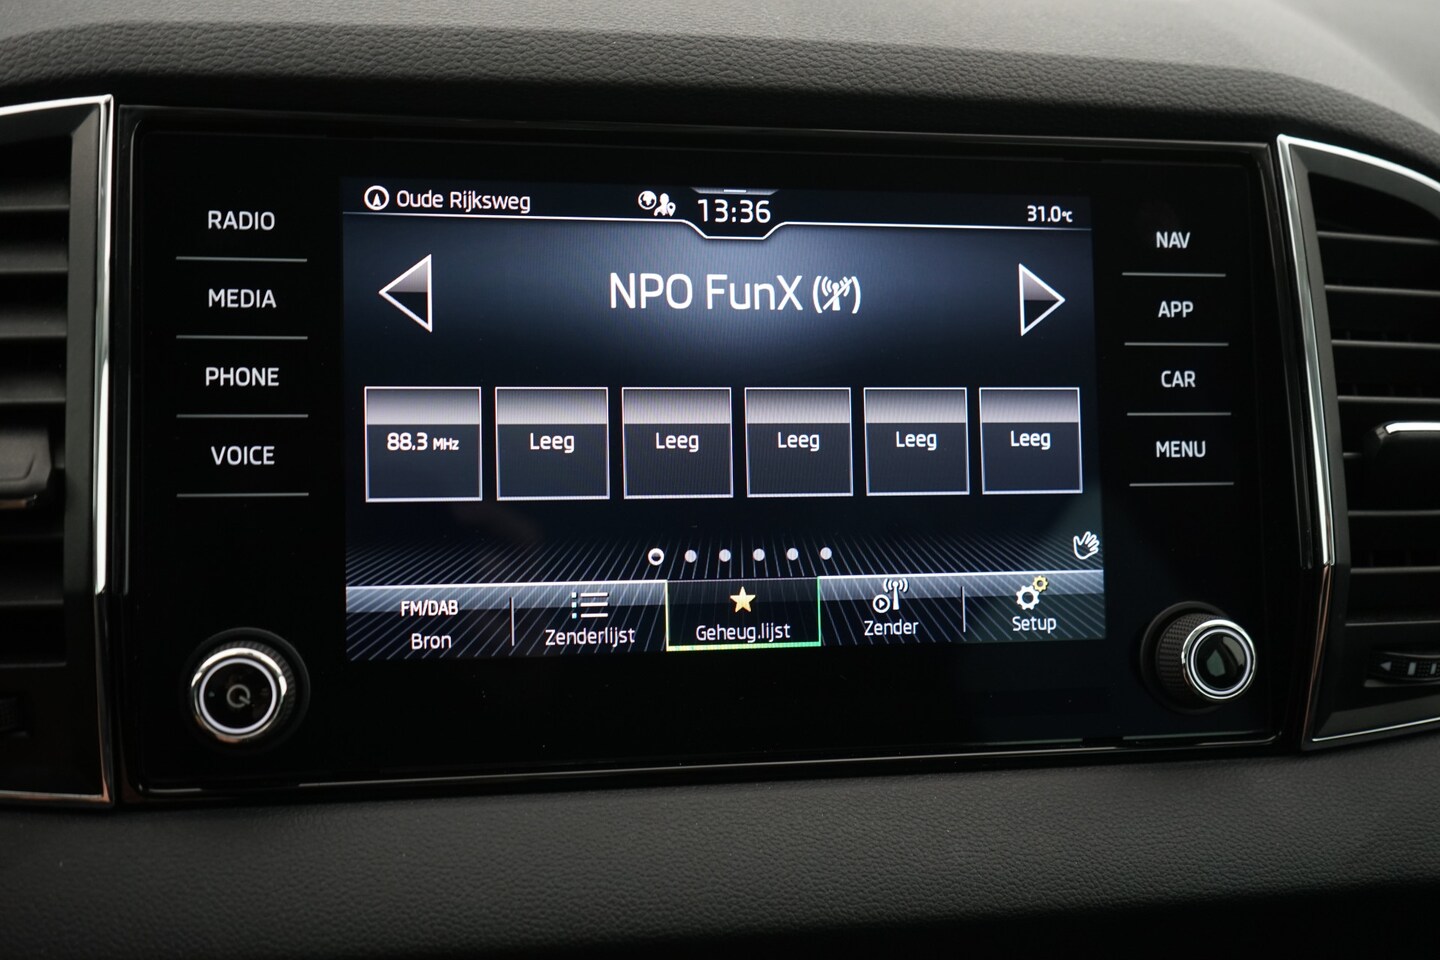 RADIO
MEDIA
PHONE
VOICE
Oude Rijksweg
13:36
31.0°C
NPO FunX
88.3 MHz
Leeg
Leeg
Leeg
Leeg
Leeg
FM/DAB
Bron
Zenderlijst
Geheug.lijst
Zender
Setup
NAV
APP
CAR
MENU